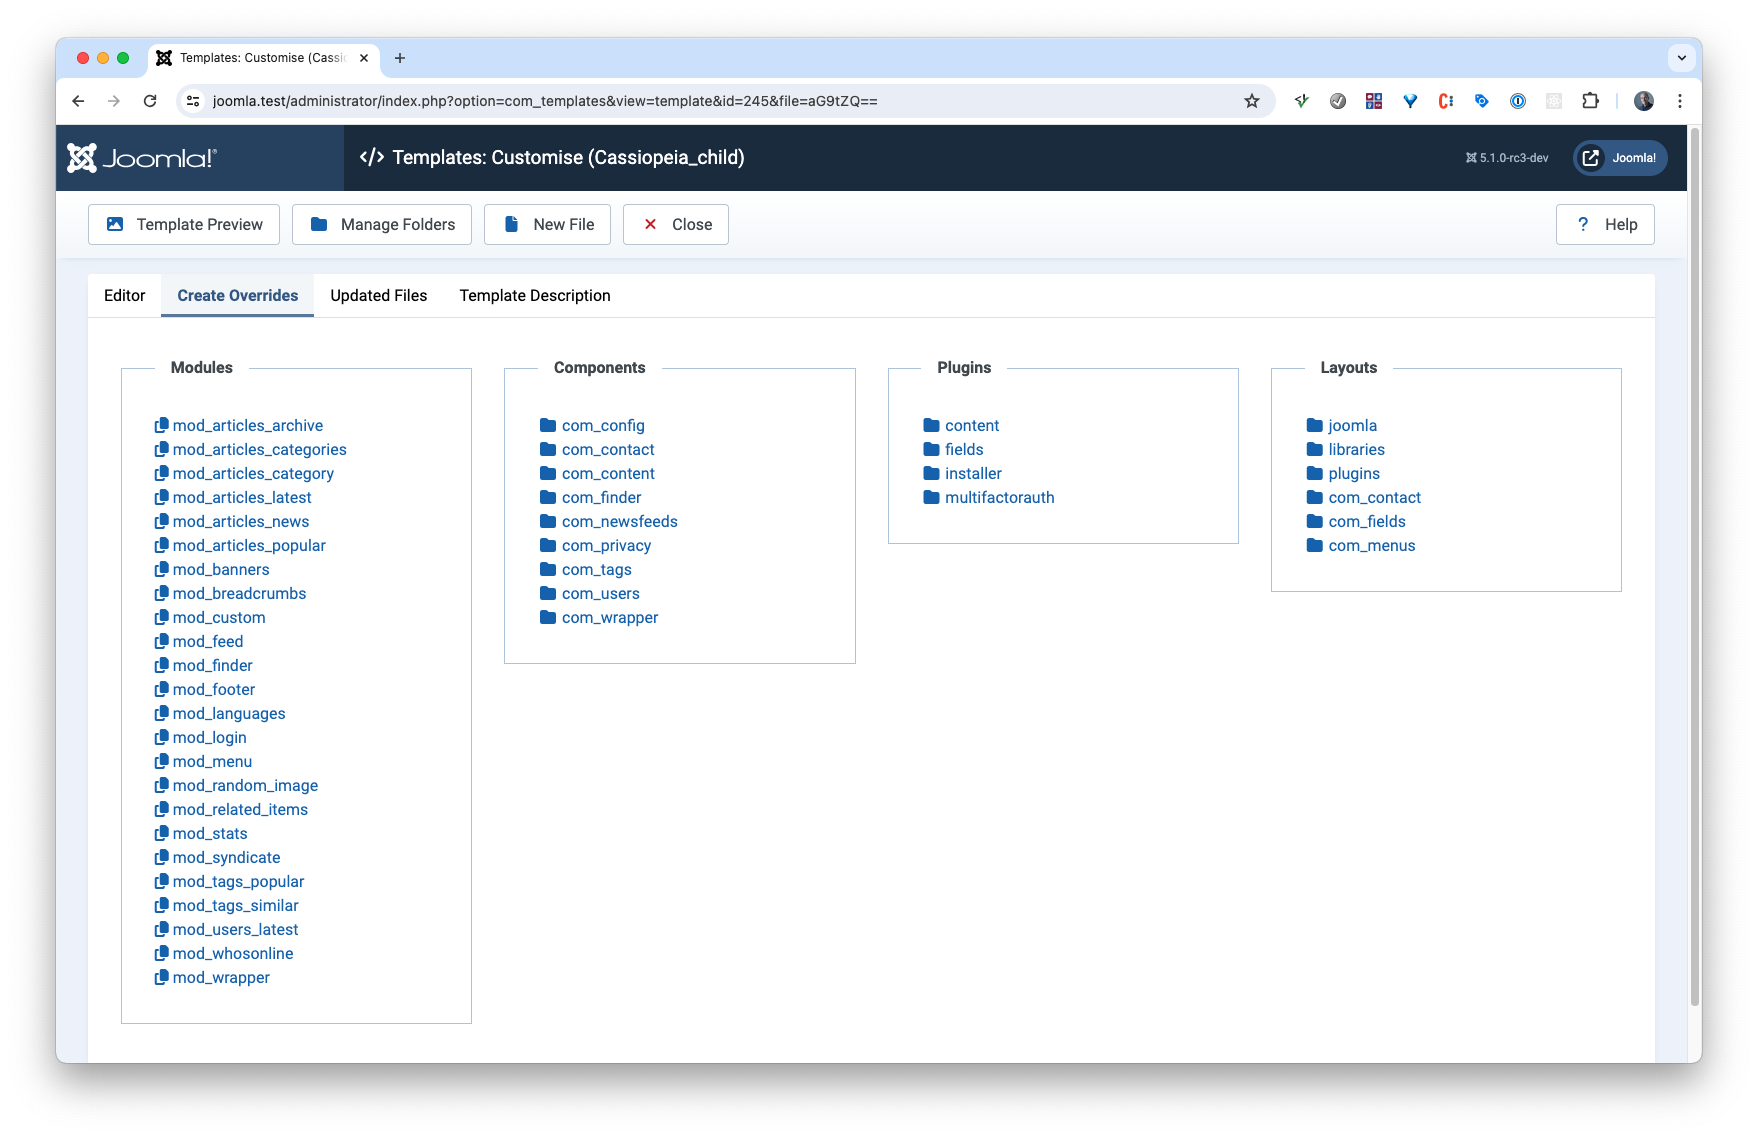 Templates: Customise (Cassio
joomla.test/administrator/index.php?option=com_templates&view=template&id=245&file=aG9tZQ==
Joomla!®
Templates: Customise (Cassiopeia_child)
5.1.0-rc3-dev
Joomla!
Template Preview
Manage Folders
New File
Close
? Help
Editor
Create Overrides
Updated Files
Template Description
Modules
mod_articles_archive
mod_articles_categories
mod_articles_category
mod_articles_latest
mod_articles_news
mod_articles_popular
mod_banners
mod_breadcrumbs
mod_custom
mod_feed
mod_finder
mod_footer
mod_languages
mod_login
mod_menu
mod_random_image
mod_related_items
mod_stats
mod_syndicate
mod_tags_popular
mod_tags_similar
mod_users_latest
mod_whosonline
mod_wrapper
Components
com_config
com_contact
com_content
com_finder
com_newsfeeds
com_privacy
com_tags
com_users
com_wrapper
Plugins
content
fields
installer
multifactorauth
Layouts
joomla
libraries
plugins
com_contact
com_fields
com_menus